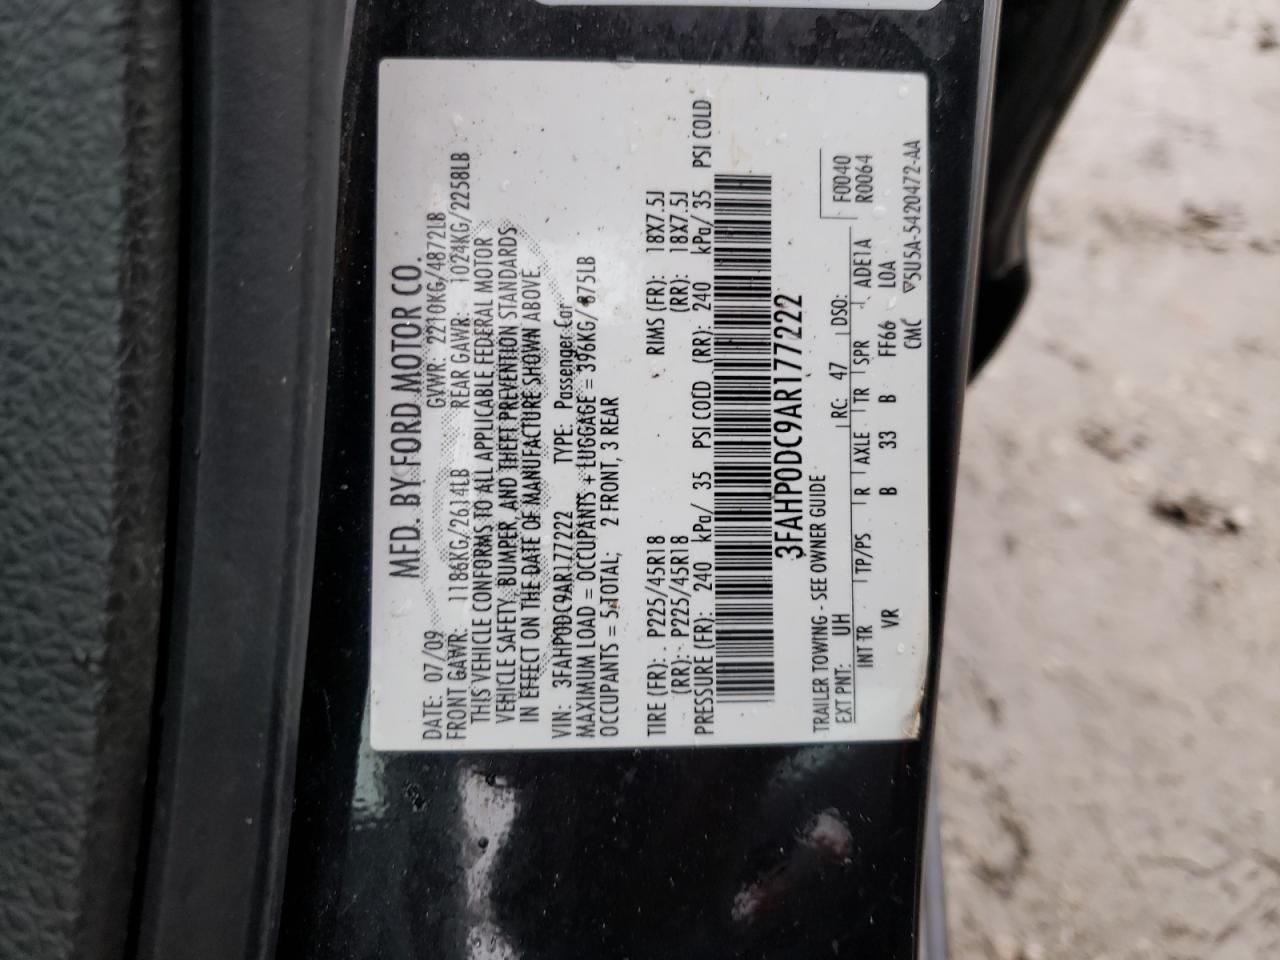 MFD. BY FORD MOTOR CO.
DATE: 07/09 GVWR: 2210KG/4872LB
FRONT GAWR: 1186KG/2614LB REAR GAWR: 1024KG/2258LB
THIS VEHICLE CONFORMS TO ALL APPLICABLE FEDERAL MOTOR
VEHICLE SAFETY, BUMPER, AND THEFT PREVENTION STANDARDS
IN EFFECT ON THE DATE OF MANUFACTURE SHOWN ABOVE.
VIN: 3FAHP0DC9AR177222 TYPE: Passenger Car
MAXIMUM LOAD = OCCUPANTS + LUGGAGE = 396KG/875LB
OCCUPANTS = 5 TOTAL; 2 FRONT, 3 REAR
TIRE (FR): P225/45R18 RIMS (FR): 18X7.5J
(RR): P225/45R18 (RR): 18X7.5J
PRESSURE (FR): 240 kPa/ 35 PSI COLD (RR): 240 kPa/ 35 PSI COLD
3FAHP0DC9AR177222
TRAILER TOWING - SEE OWNER GUIDE
EXT PNT: UH RC: 47 DSO: F0040
INT TR TP/PS R AXLE TR SPR ADE1A R0064
VR B 33 B FF66 LOA
CMC 5U5A-5420472-AA